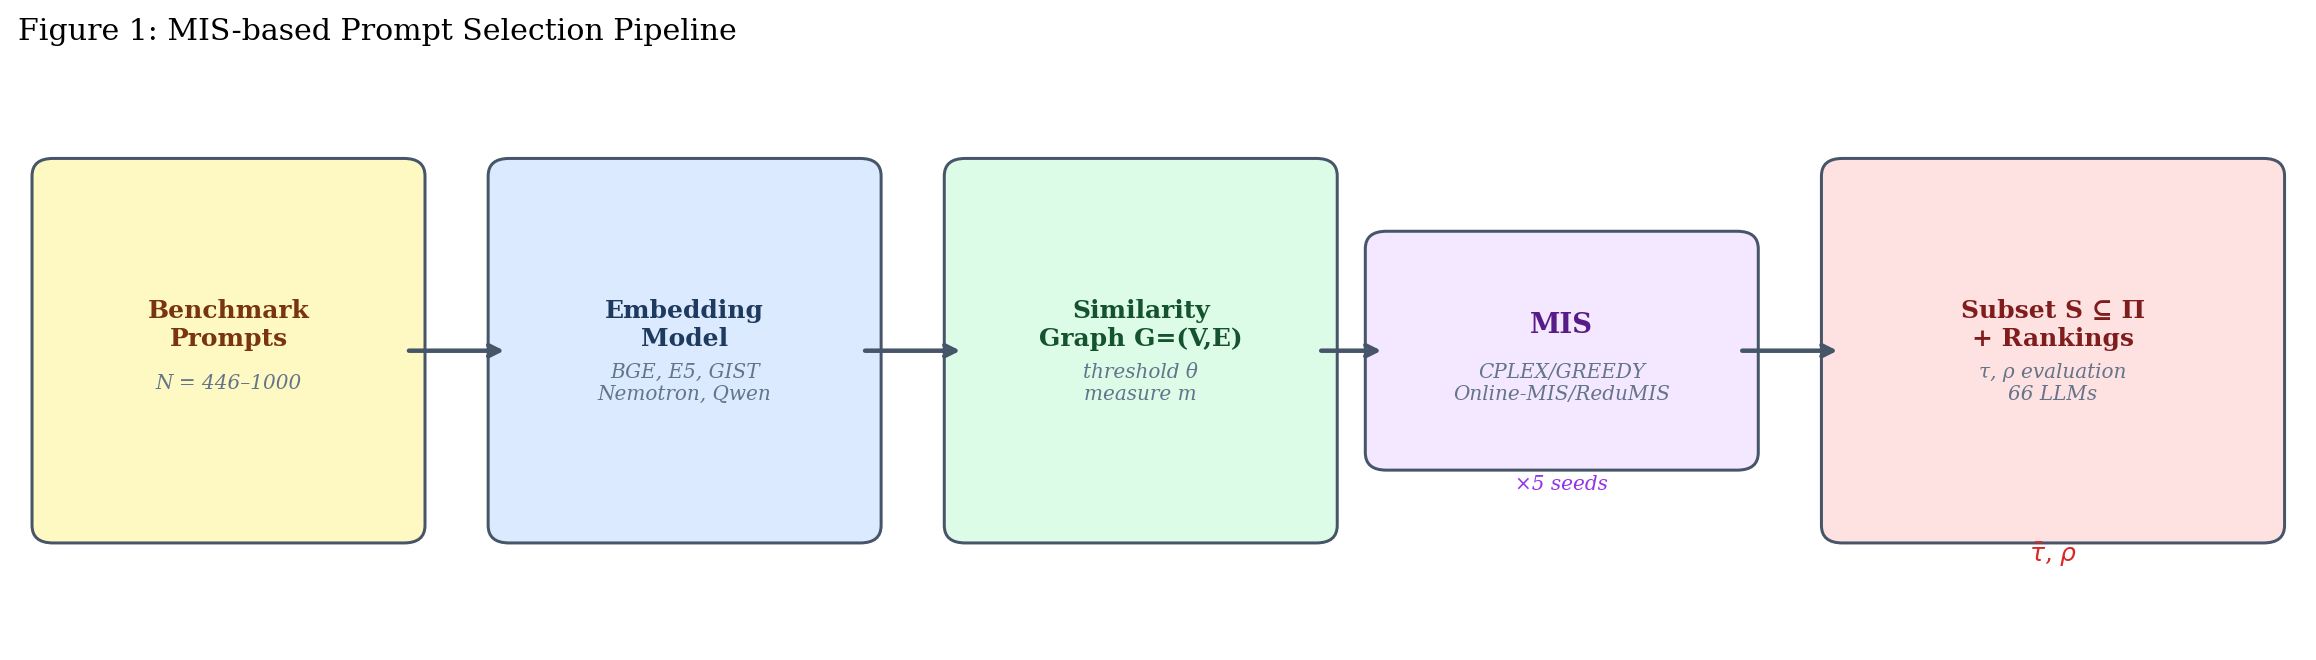 Figure 1: MIS-based Prompt Selection Pipeline
Benchmark
Prompts
N = 446–1000
Embedding
Model
BGE, E5, GIST
Nemotron, Qwen
Similarity
Graph G=(V,E)
threshold θ
measure m
MIS
CPLEX/GREEDY
Online-MIS/ReduMIS
×5 seeds
Subset S ⊆ Π
+ Rankings
τ, ρ evaluation
66 LLMs
τ̄, ρ